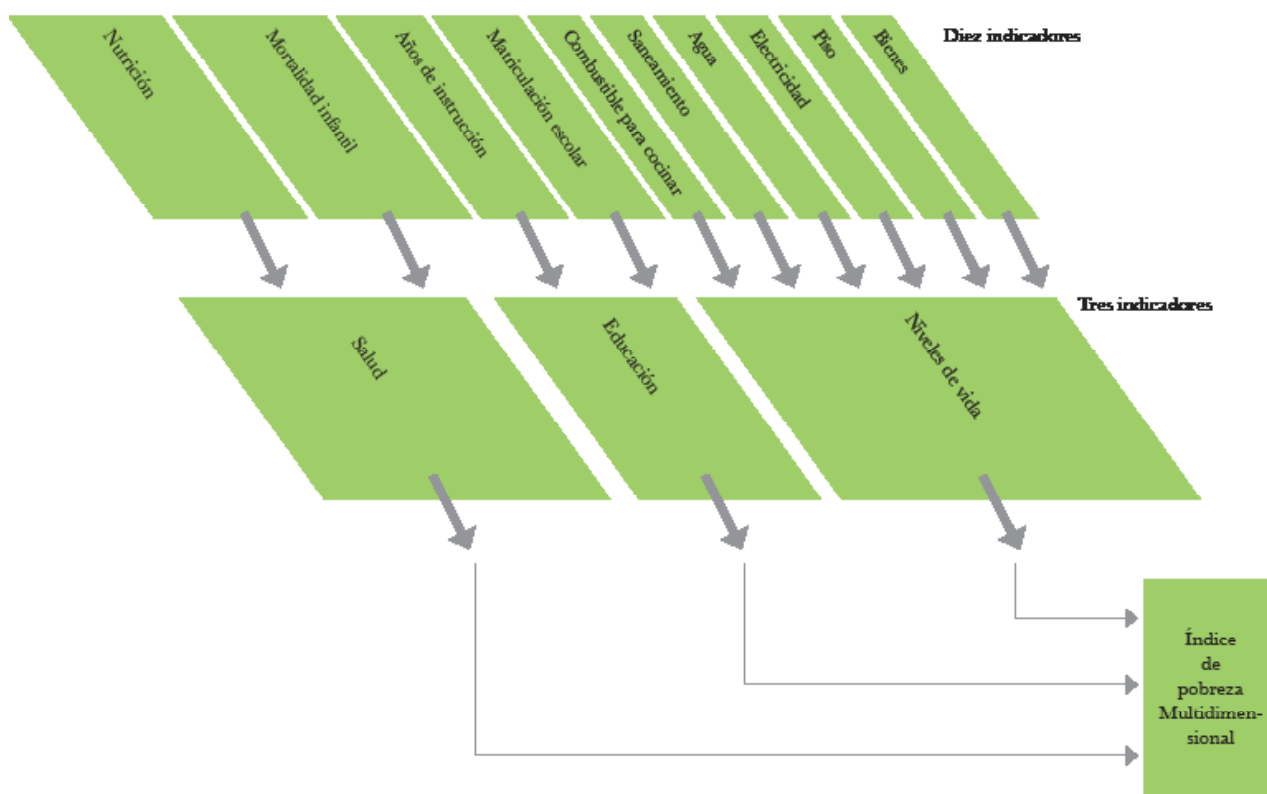 Nutrición
Mortalidad infantil
Años de instrucción
Matriculación escolar
Combustible para cocinar
Saneamiento
Agua
Electricidad
Piso
Bienes
Diez indicadores
Salud
Educación
Niveles de vida
Tres indicadores
Índice
de
pobreza
Multidimen-
sional